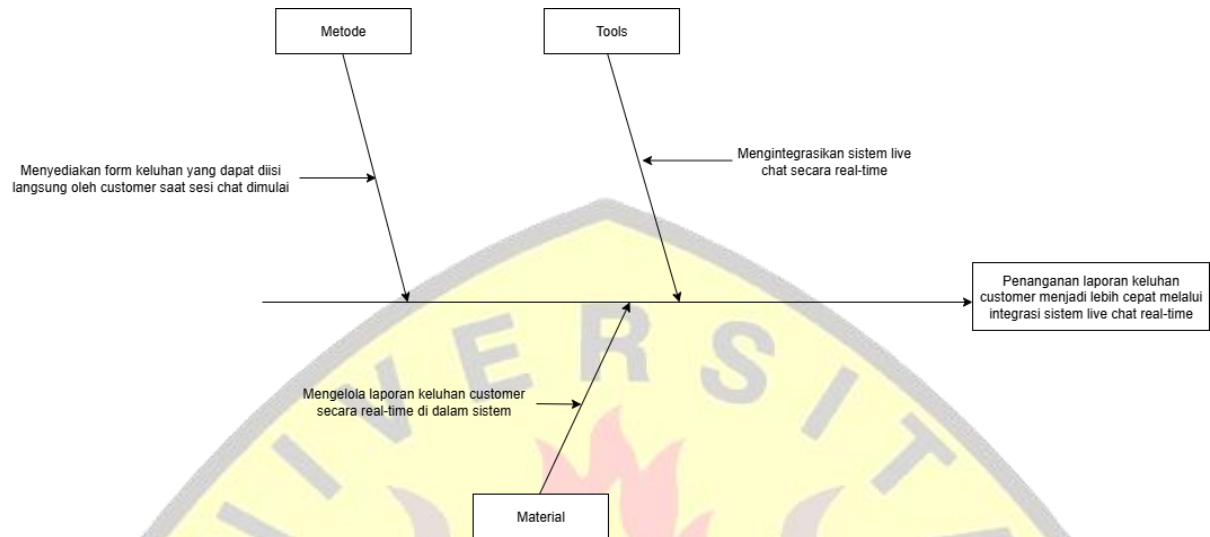 Metode
Tools
Menyediakan form keluhan yang dapat diisi
langsung oleh customer saat sesi chat dimulai
Mengintegrasikan sistem live
chat secara real-time
Penanganan laporan keluhan
customer menjadi lebih cepat melalui
integrasi sistem live chat real-time
Mengelola laporan keluhan customer
secara real-time di dalam sistem
Material